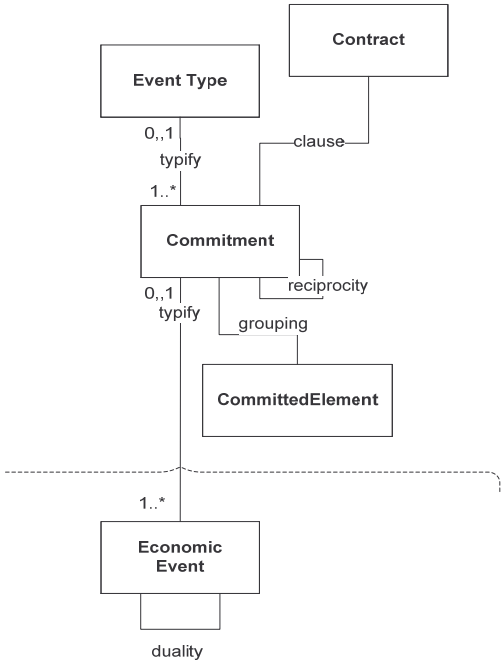 Contract
Event Type
0,,1
clause
typify
1..*
Commitment
reciprocity
0,,1
typify
grouping
CommittedElement
1..*
Economic
Event
duality